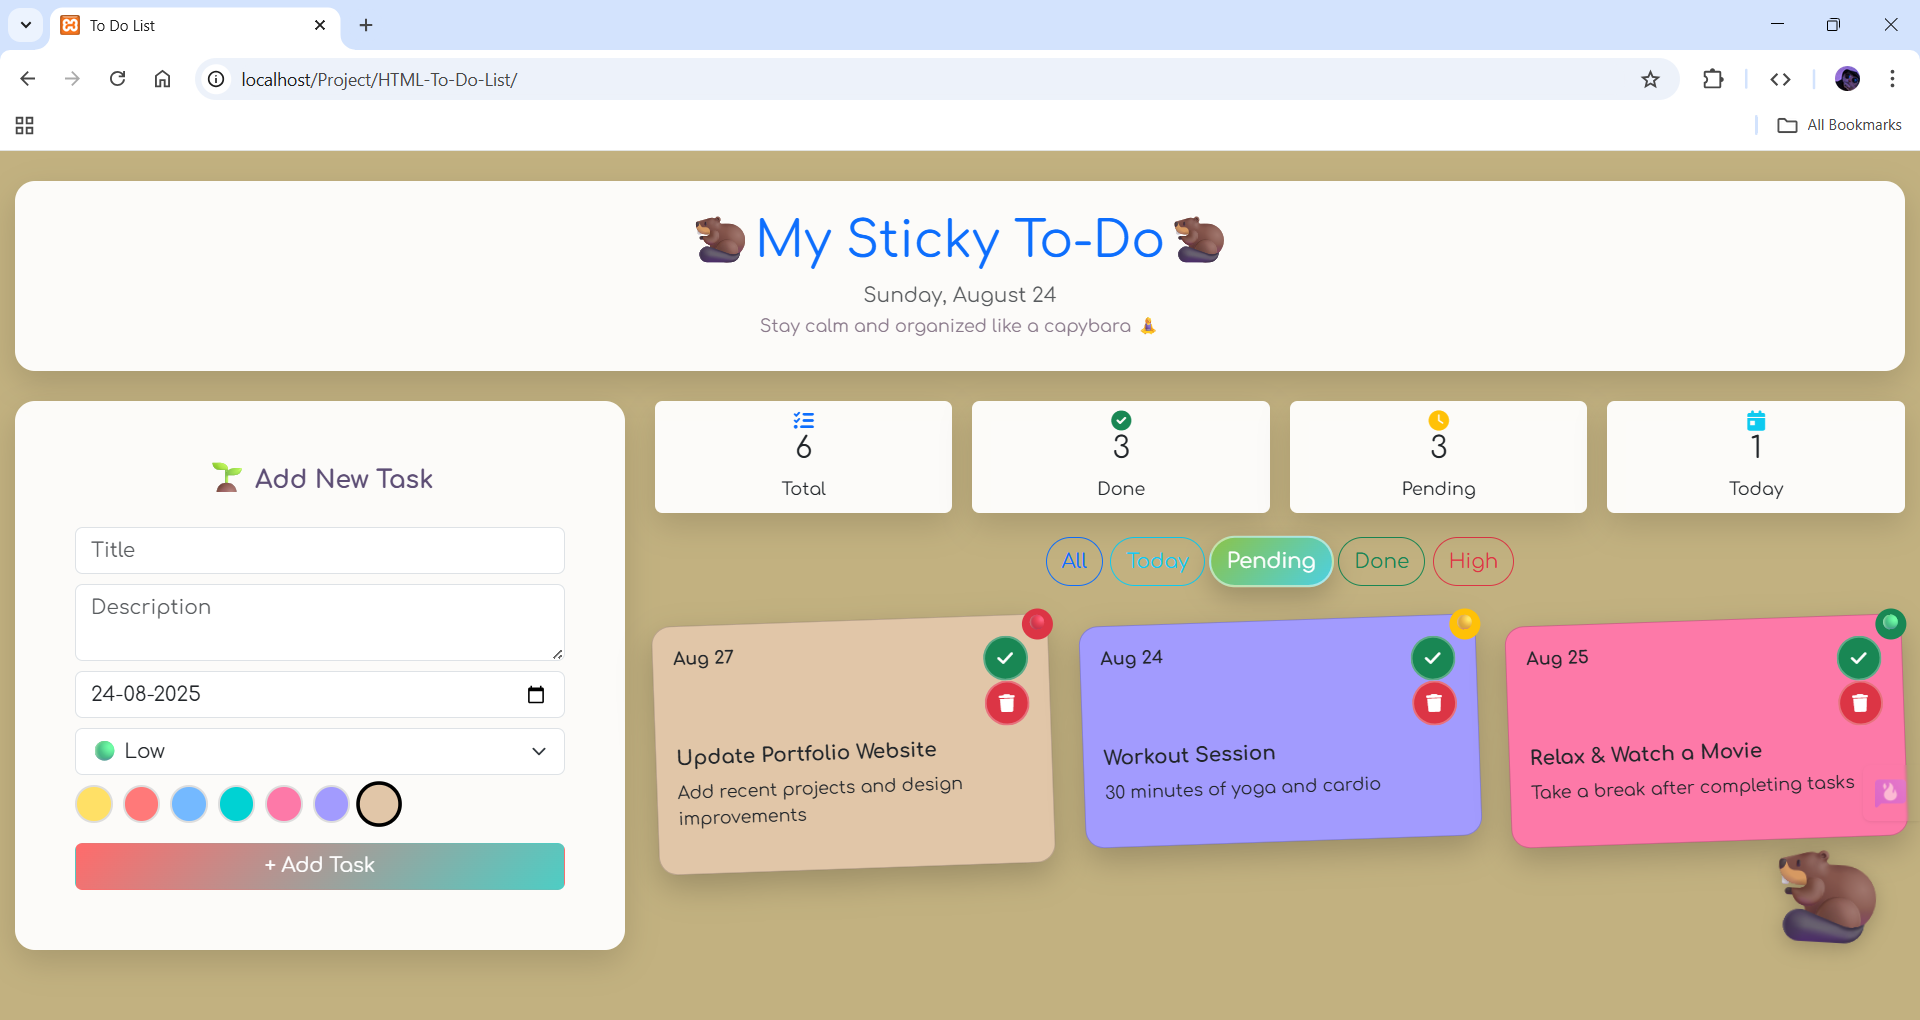 To Do List
localhost/Project/HTML-To-Do-List/
All Bookmarks
My Sticky To-Do
Sunday, August 24
Stay calm and organized like a capybara
Add New Task
Title
Description
24-08-2025
Low
+ Add Task
6
Total
3
Done
3
Pending
1
Today
All
Today
Pending
Done
High
Aug 27
Update Portfolio Website
Add recent projects and design
improvements
Aug 24
Workout Session
30 minutes of yoga and cardio
Aug 25
Relax & Watch a Movie
Take a break after completing tasks